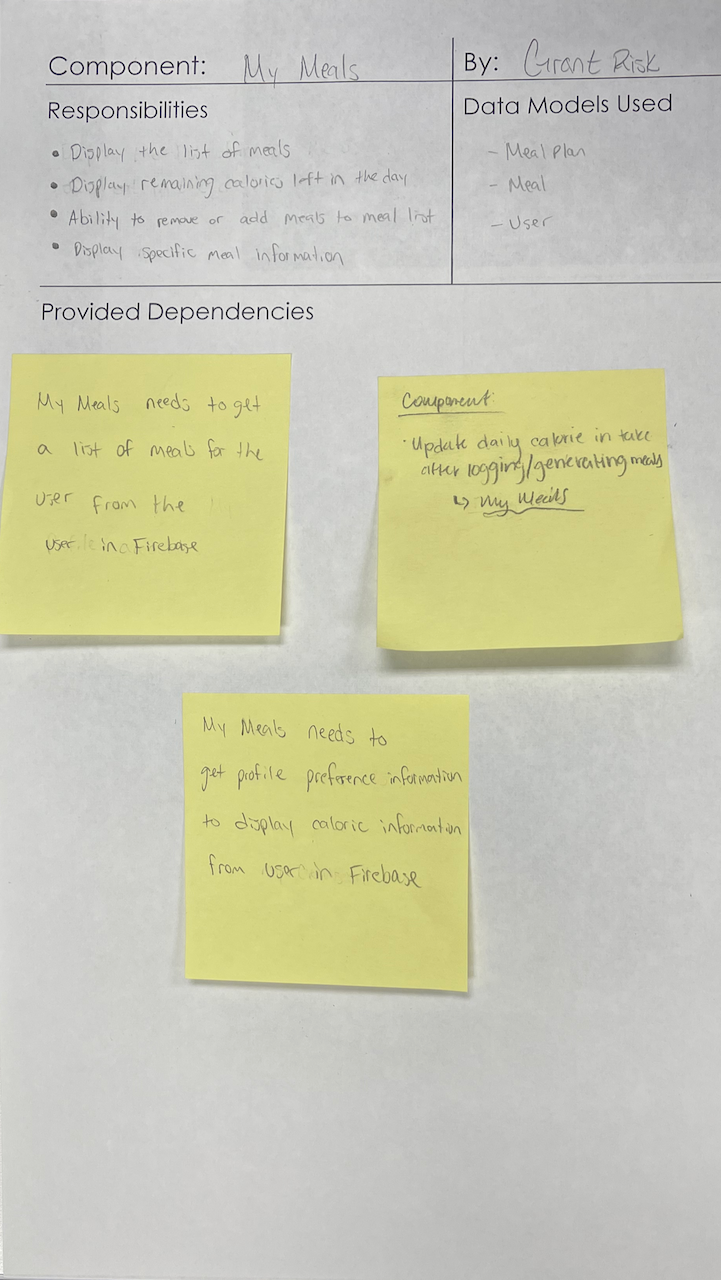 Component: My Meals
By: Grant Risk
Responsibilities
• Display the list of meals
• Display remaining calories left in the day
• Ability to remove or add meals to meal list
• Display specific meal information
Data Models Used
- Meal Plan
- Meal
- User
Provided Dependencies
My Meals needs to get
a list of meals for the
user from the
user in Firebase
Component:
· Update daily calorie in take
after logging/generating meals
↳ My Meals
My Meals needs to
get profile preference information
to display caloric information
from user in Firebase